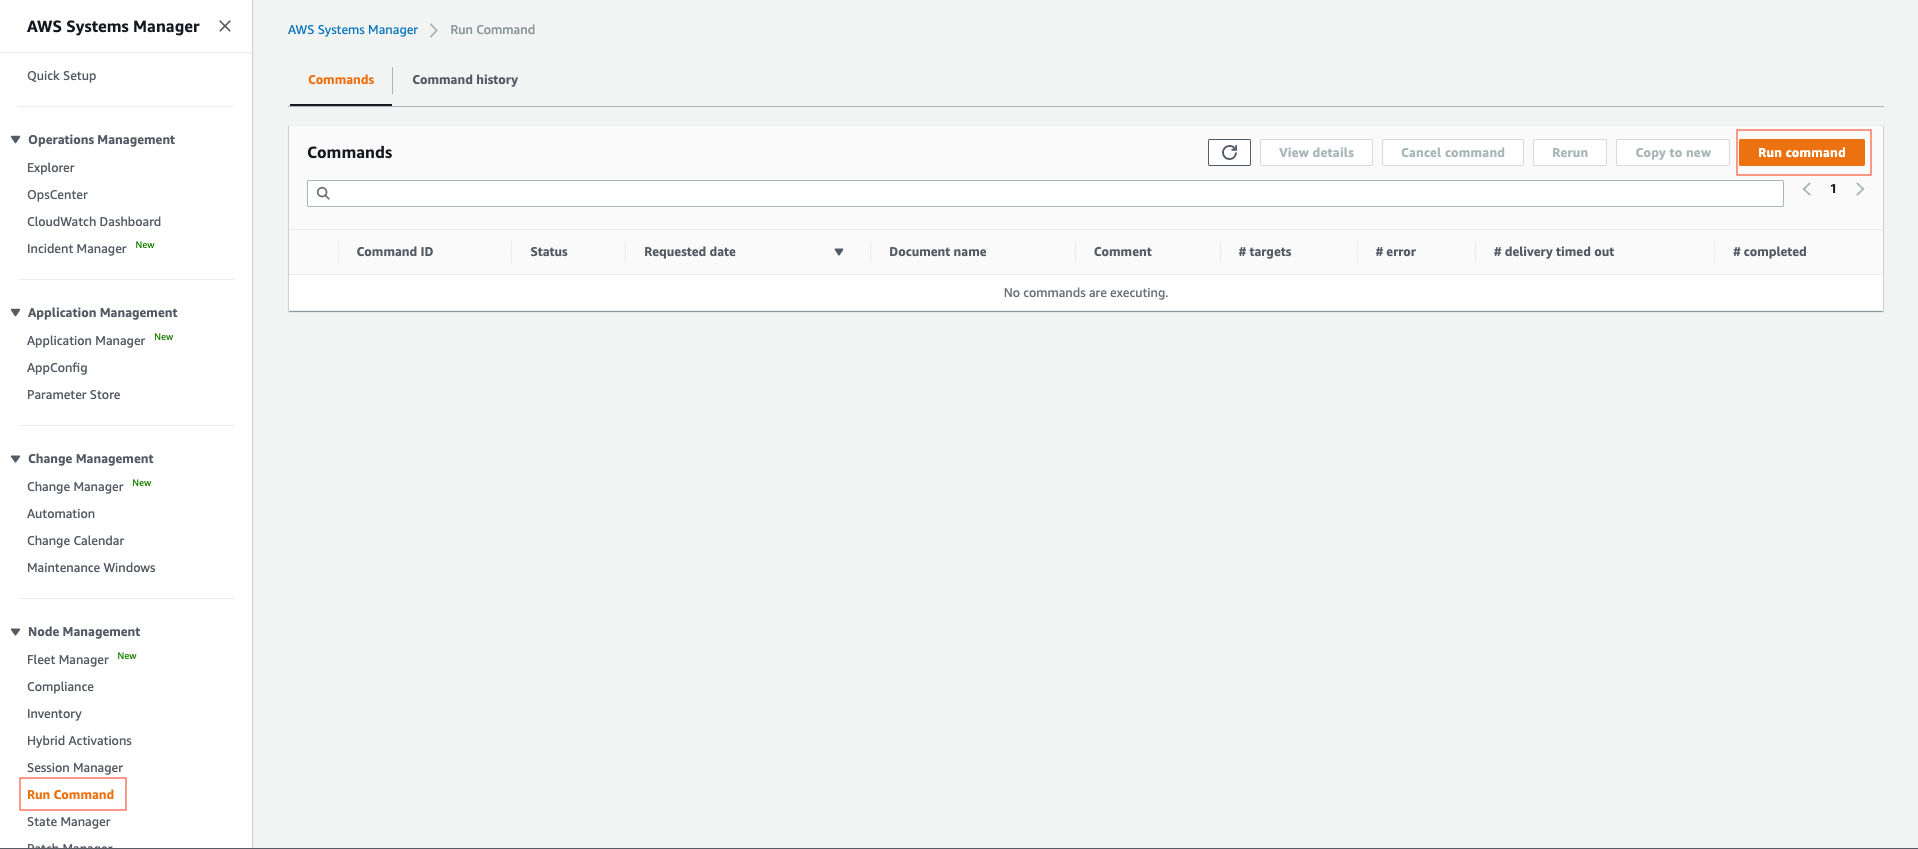 AWS Systems Manager
Quick Setup
Operations Management
Explorer
OpsCenter
CloudWatch Dashboard
Incident Manager New
Application Management
Application Manager New
AppConfig
Parameter Store
Change Management
Change Manager New
Automation
Change Calendar
Maintenance Windows
Node Management
Fleet Manager New
Compliance
Inventory
Hybrid Activations
Session Manager
Run Command
State Manager
Patch Manager
AWS Systems Manager Run Command
Commands Command history
Commands View details Cancel command Rerun Copy to new Run command
1
Command ID Status Requested date Document name Comment # targets # error # delivery timed out # completed
No commands are executing.